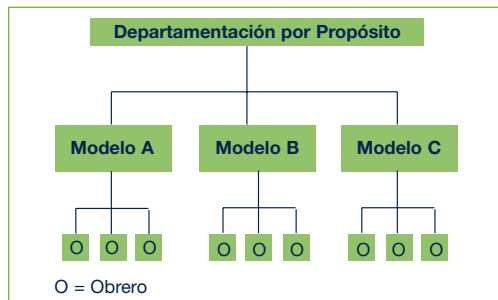 Departamentación por Propósito
Modelo A Modelo B Modelo C
O O O O O O O O O
O = Obrero